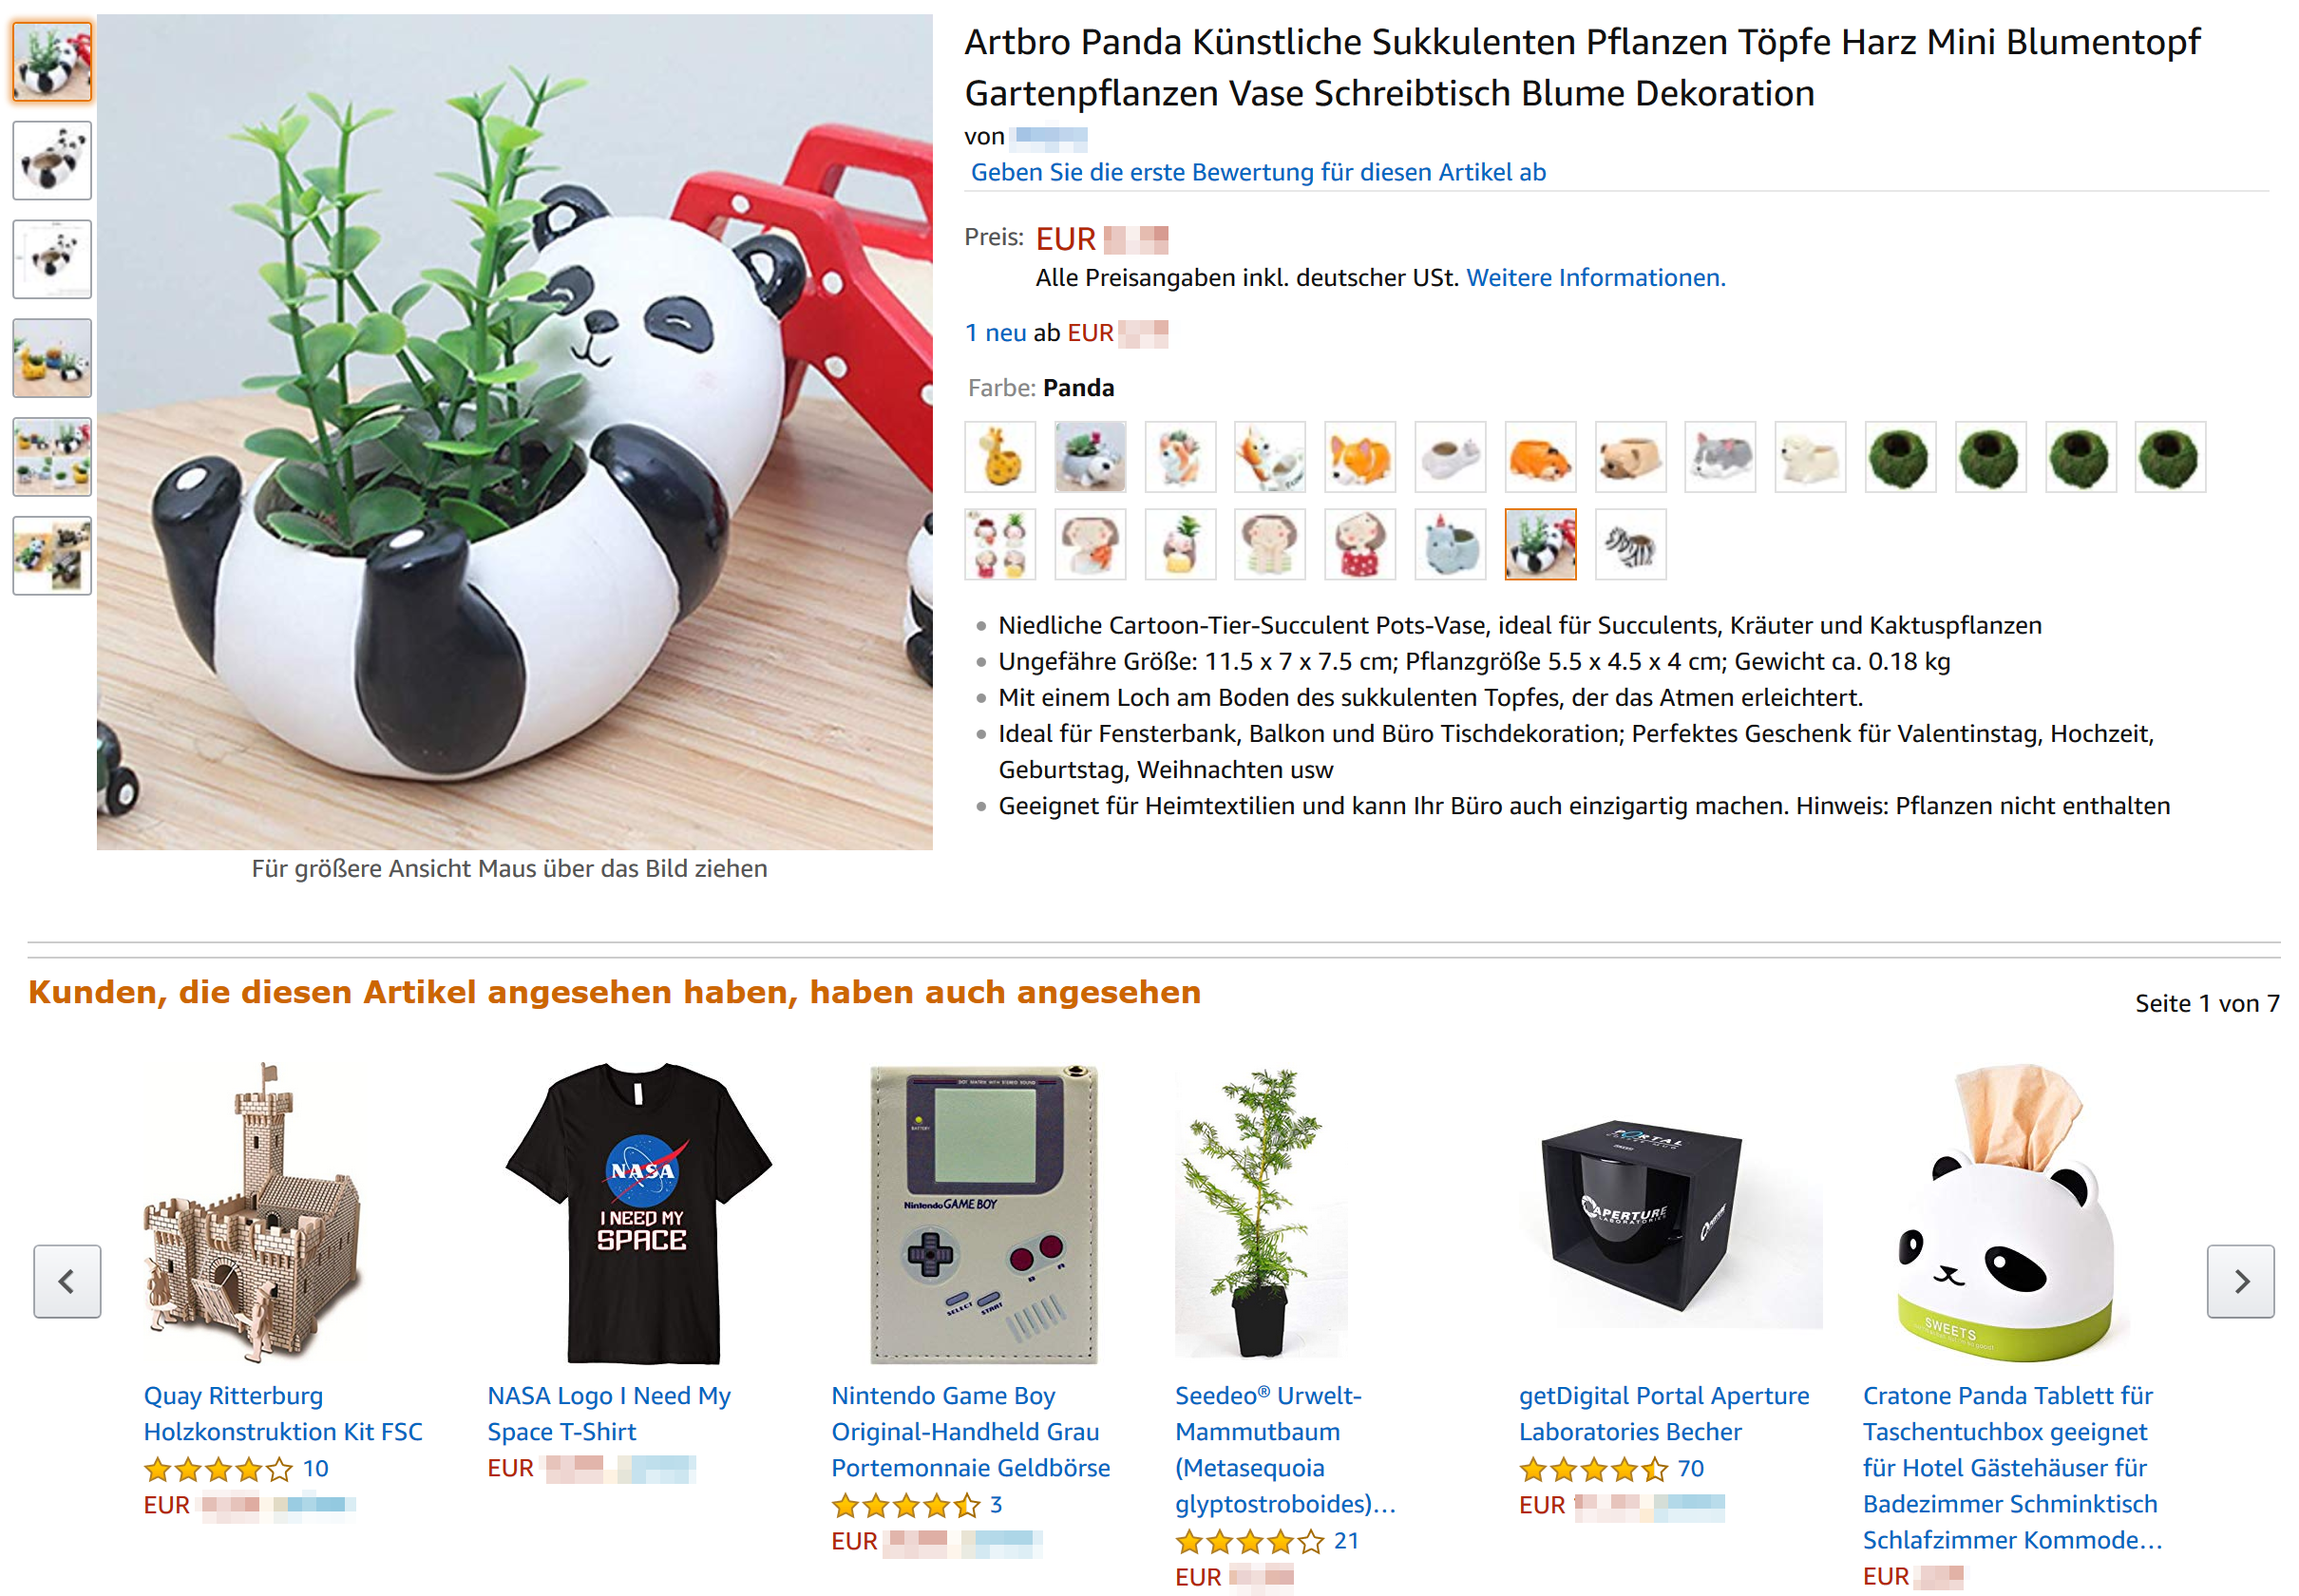 Artbro Panda Künstliche Sukkulenten Pflanzen Töpfe Harz Mini Blumentopf
Gartenpflanzen Vase Schreibtisch Blume Dekoration
von
Geben Sie die erste Bewertung für diesen Artikel ab
Preis: EUR
Alle Preisangaben inkl. deutscher USt. Weitere Informationen.
1 neu ab EUR
Farbe: Panda
Niedliche Cartoon-Tier-Succulent Pots-Vase, ideal für Succulents, Kräuter und Kaktuspflanzen
Ungefähre Größe: 11.5 x 7 x 7.5 cm; Pflanzgröße 5.5 x 4.5 x 4 cm; Gewicht ca. 0.18 kg
Mit einem Loch am Boden des sukkulenten Topfes, der das Atmen erleichtert.
Ideal für Fensterbank, Balkon und Büro Tischdekoration; Perfektes Geschenk für Valentinstag, Hochzeit,
Geburtstag, Weihnachten usw
Geeignet für Heimtextilien und kann Ihr Büro auch einzigartig machen. Hinweis: Pflanzen nicht enthalten
Für größere Ansicht Maus über das Bild ziehen
Kunden, die diesen Artikel angesehen haben, haben auch angesehen
Seite 1 von 7
NASA
I NEED MY
SPACE
DOT MATRIX WITH STEREO SOUND
BATTERY
Nintendo GAME BOY
B A
SELECT START
PORTAL
APERTURE
LABORATORIES
SWEETS
Quay Ritterburg
Holzkonstruktion Kit FSC
10
EUR
NASA Logo I Need My
Space T-Shirt
EUR
Nintendo Game Boy
Original-Handheld Grau
Portemonnaie Geldbörse
3
EUR
Seedeo® Urwelt-
Mammutbaum
(Metasequoia
glyptostroboides)...
21
EUR
getDigital Portal Aperture
Laboratories Becher
70
EUR
Cratone Panda Tablett für
Taschentuchbox geeignet
für Hotel Gästehäuser für
Badezimmer Schminktisch
Schlafzimmer Kommode...
EUR